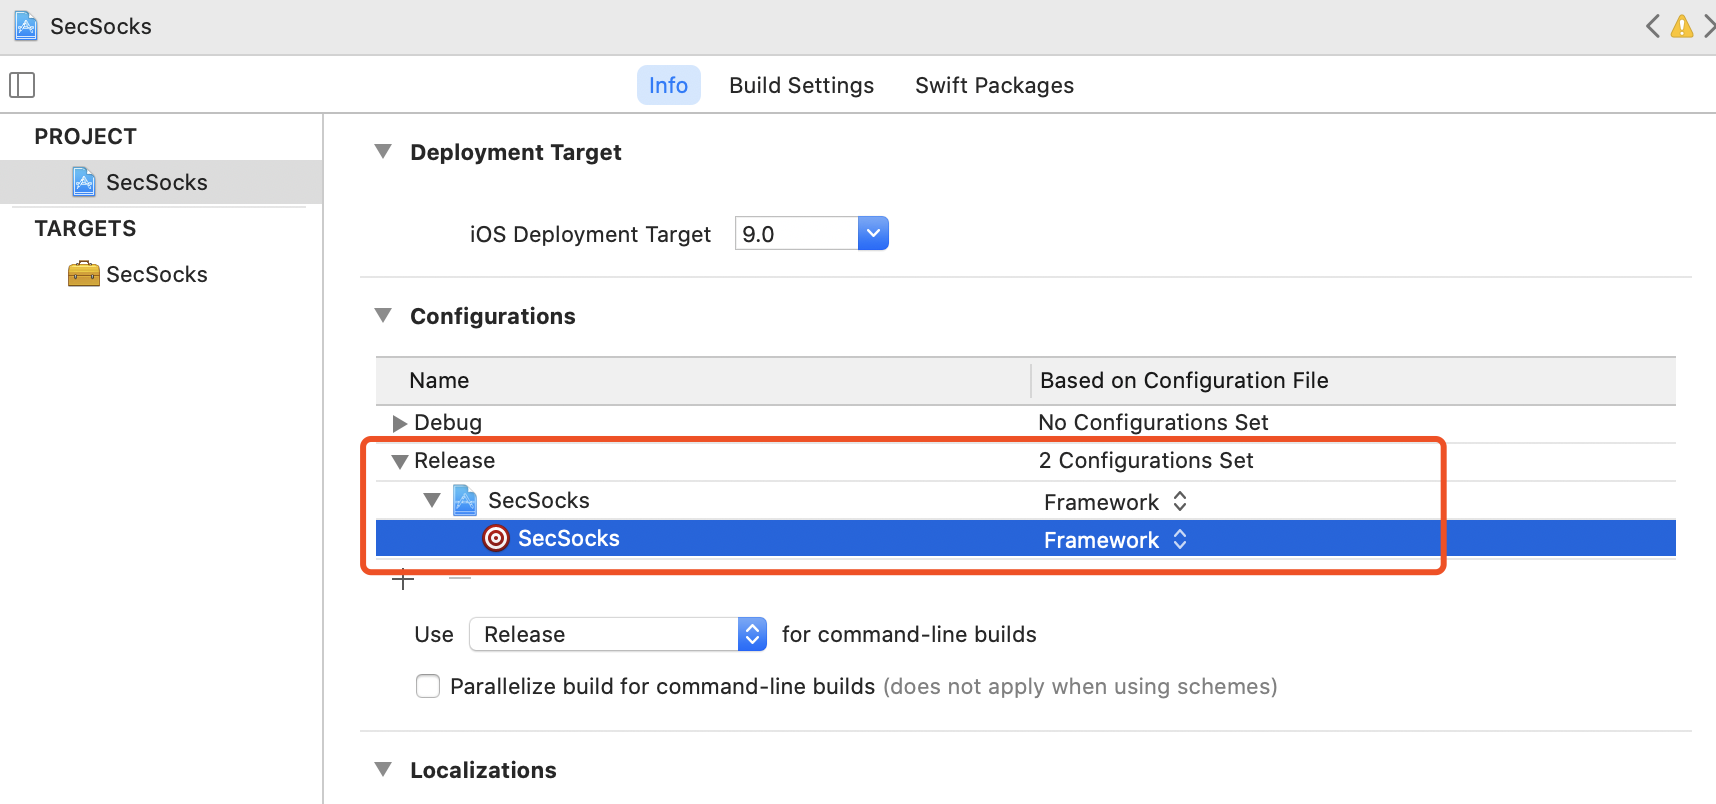 SecSocks
Info Build Settings Swift Packages
PROJECT
SecSocks
TARGETS
SecSocks
Deployment Target
iOS Deployment Target 9.0
Configurations
Name Based on Configuration File
Debug No Configurations Set
Release 2 Configurations Set
SecSocks Framework
SecSocks Framework
Use Release for command-line builds
Parallelize build for command-line builds (does not apply when using schemes)
Localizations